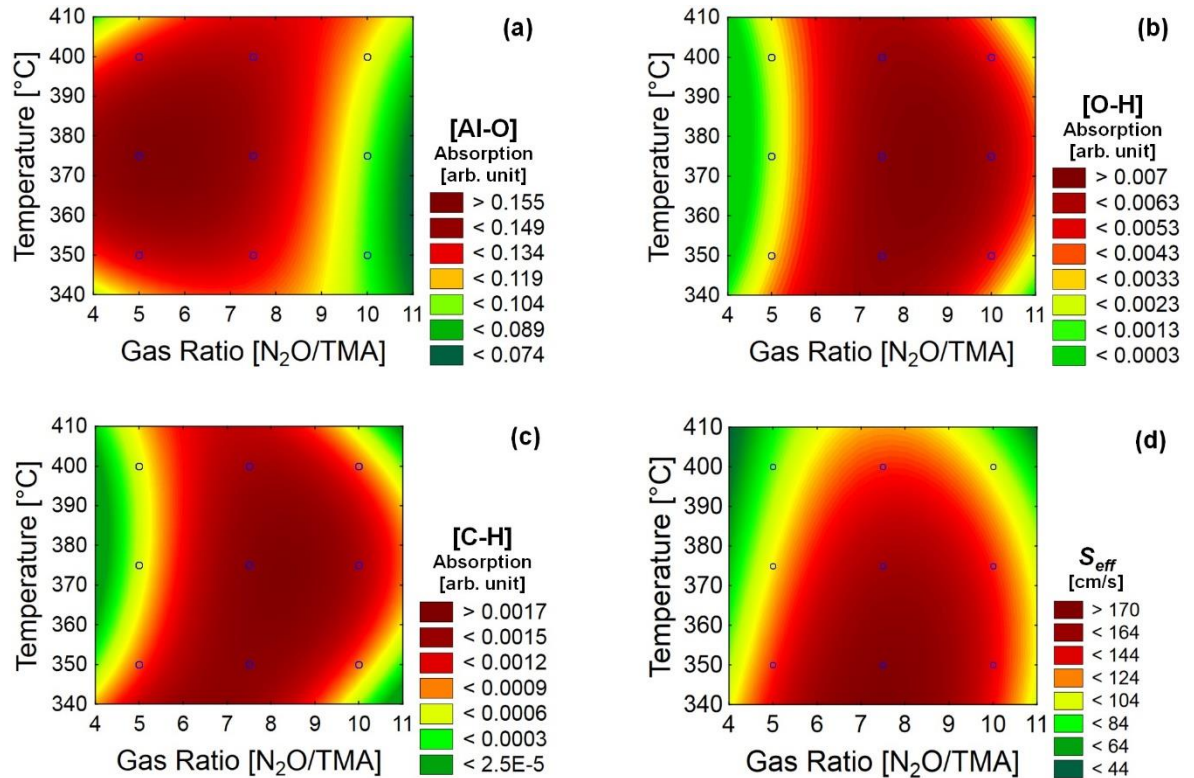 (a)
410
400
390
380
370
360
350
340
Temperature [°C]
4 5 6 7 8 9 10 11
Gas Ratio [N₂O/TMA]
[Al-O]
Absorption
[arb. unit]
> 0.155
< 0.149
< 0.134
< 0.119
< 0.104
< 0.089
< 0.074
(b)
410
400
390
380
370
360
350
340
Temperature [°C]
4 5 6 7 8 9 10 11
Gas Ratio [N₂O/TMA]
[O-H]
Absorption
[arb. unit]
> 0.007
< 0.0063
< 0.0053
< 0.0043
< 0.0033
< 0.0023
< 0.0013
< 0.0003
(c)
410
400
390
380
370
360
350
340
Temperature [°C]
4 5 6 7 8 9 10 11
Gas Ratio [N₂O/TMA]
[C-H]
Absorption
[arb. unit]
> 0.0017
< 0.0015
< 0.0012
< 0.0009
< 0.0006
< 0.0003
< 2.5E-5
(d)
410
400
390
380
370
360
350
340
Temperature [°C]
4 5 6 7 8 9 10 11
Gas Ratio [N₂O/TMA]
S_eff
[cm/s]
> 170
< 164
< 144
< 124
< 104
< 84
< 64
< 44